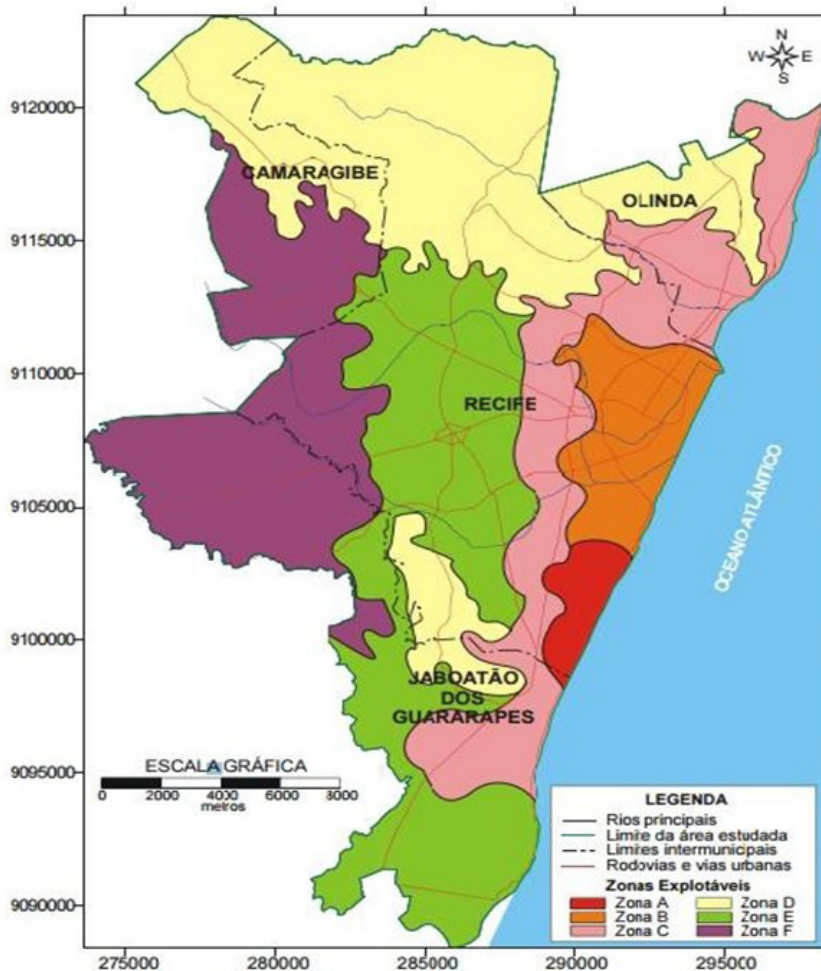 N
W E
S
9120000
CAMARAGIBE
OLINDA
9115000
9110000
RECIFE
9105000
OCEANO ATLÂNTICO
9100000
JABOATÃO
DOS
GUARARAPES
ESCALA GRÁFICA
9095000
0 2000 4000 6000 8000
metros
LEGENDA
Rios principais
Limite da área estudada
Limites intermunicipais
Rodovias e vias urbanas
Zonas Explotáveis
Zona A Zona D
Zona B Zona E
Zona C Zona F
9090000
275000 280000 285000 290000 295000